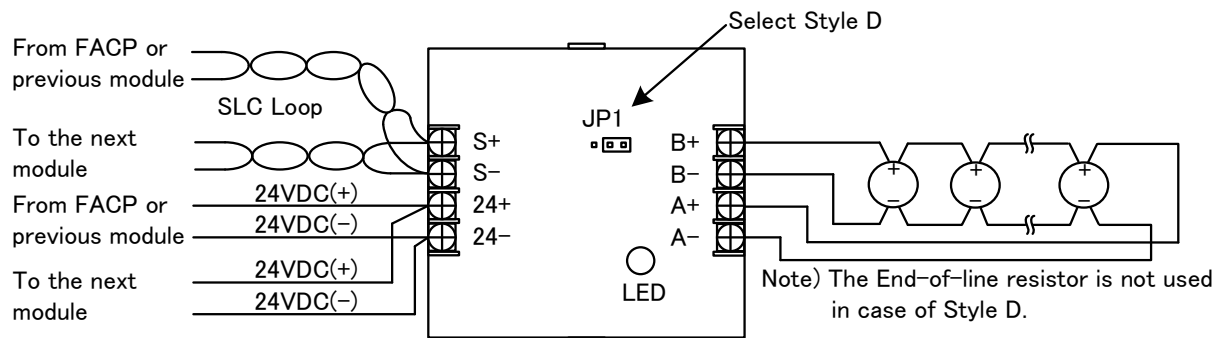 Select Style D
From FACP or
previous module
SLC Loop
To the next
module
From FACP or
previous module
To the next
module
24VDC(+)
24VDC(-)
24VDC(+)
24VDC(-)
S+
S-
24+
24-
JP1
B+
B-
A+
A-
LED
+
-
+
-
+
-
Note) The End-of-line resistor is not used
in case of Style D.